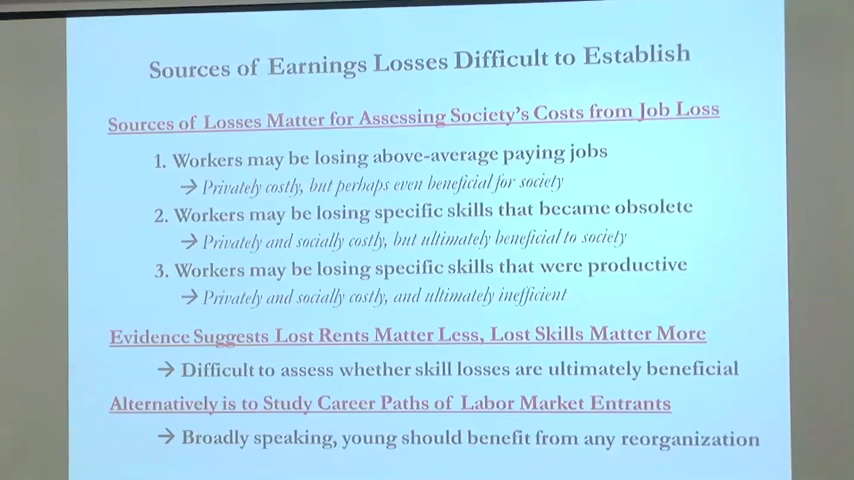 Sources of Earnings Losses Difficult to Establish
Sources of Losses Matter for Assessing Society's Costs from Job Loss
1. Workers may be losing above-average paying jobs
→ Privately costly, but perhaps even beneficial for society
2. Workers may be losing specific skills that became obsolete
→ Privately and socially costly, but ultimately beneficial to society
3. Workers may be losing specific skills that were productive
→ Privately and socially costly, and ultimately inefficient
Evidence Suggests Lost Rents Matter Less, Lost Skills Matter More
→ Difficult to assess whether skill losses are ultimately beneficial
Alternatively is to Study Career Paths of Labor Market Entrants
→ Broadly speaking, young should benefit from any reorganization